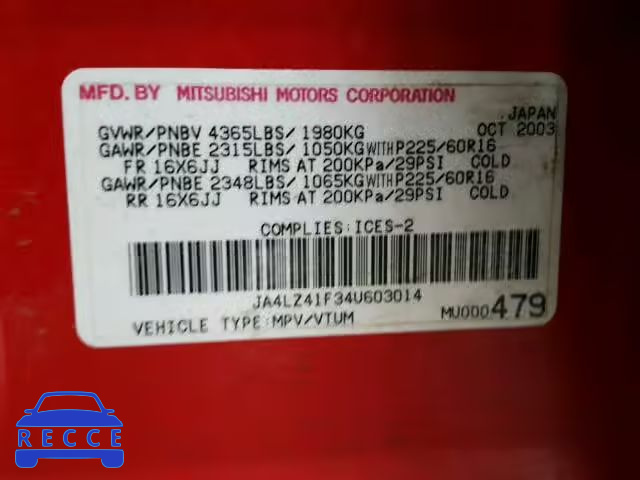 MFD. BY MITSUBISHI MOTORS CORPORATION
JAPAN
GVWR/PNBV 4365LBS/ 1980KG OCT 2003
GAWR/PNBE 2315LBS/ 1050KG WITH P225/60R16
FR 16X6JJ RIMS AT 200KPa/29PSI COLD
GAWR/PNBE 2348LBS/ 1065KG WITH P225/60R16
RR 16X6JJ RIMS AT 200KPa/29PSI COLD
COMPLIES:ICES-2
JA4LZ41F34U603014
VEHICLE TYPE:MPV/VTUM MU000479
RECCE